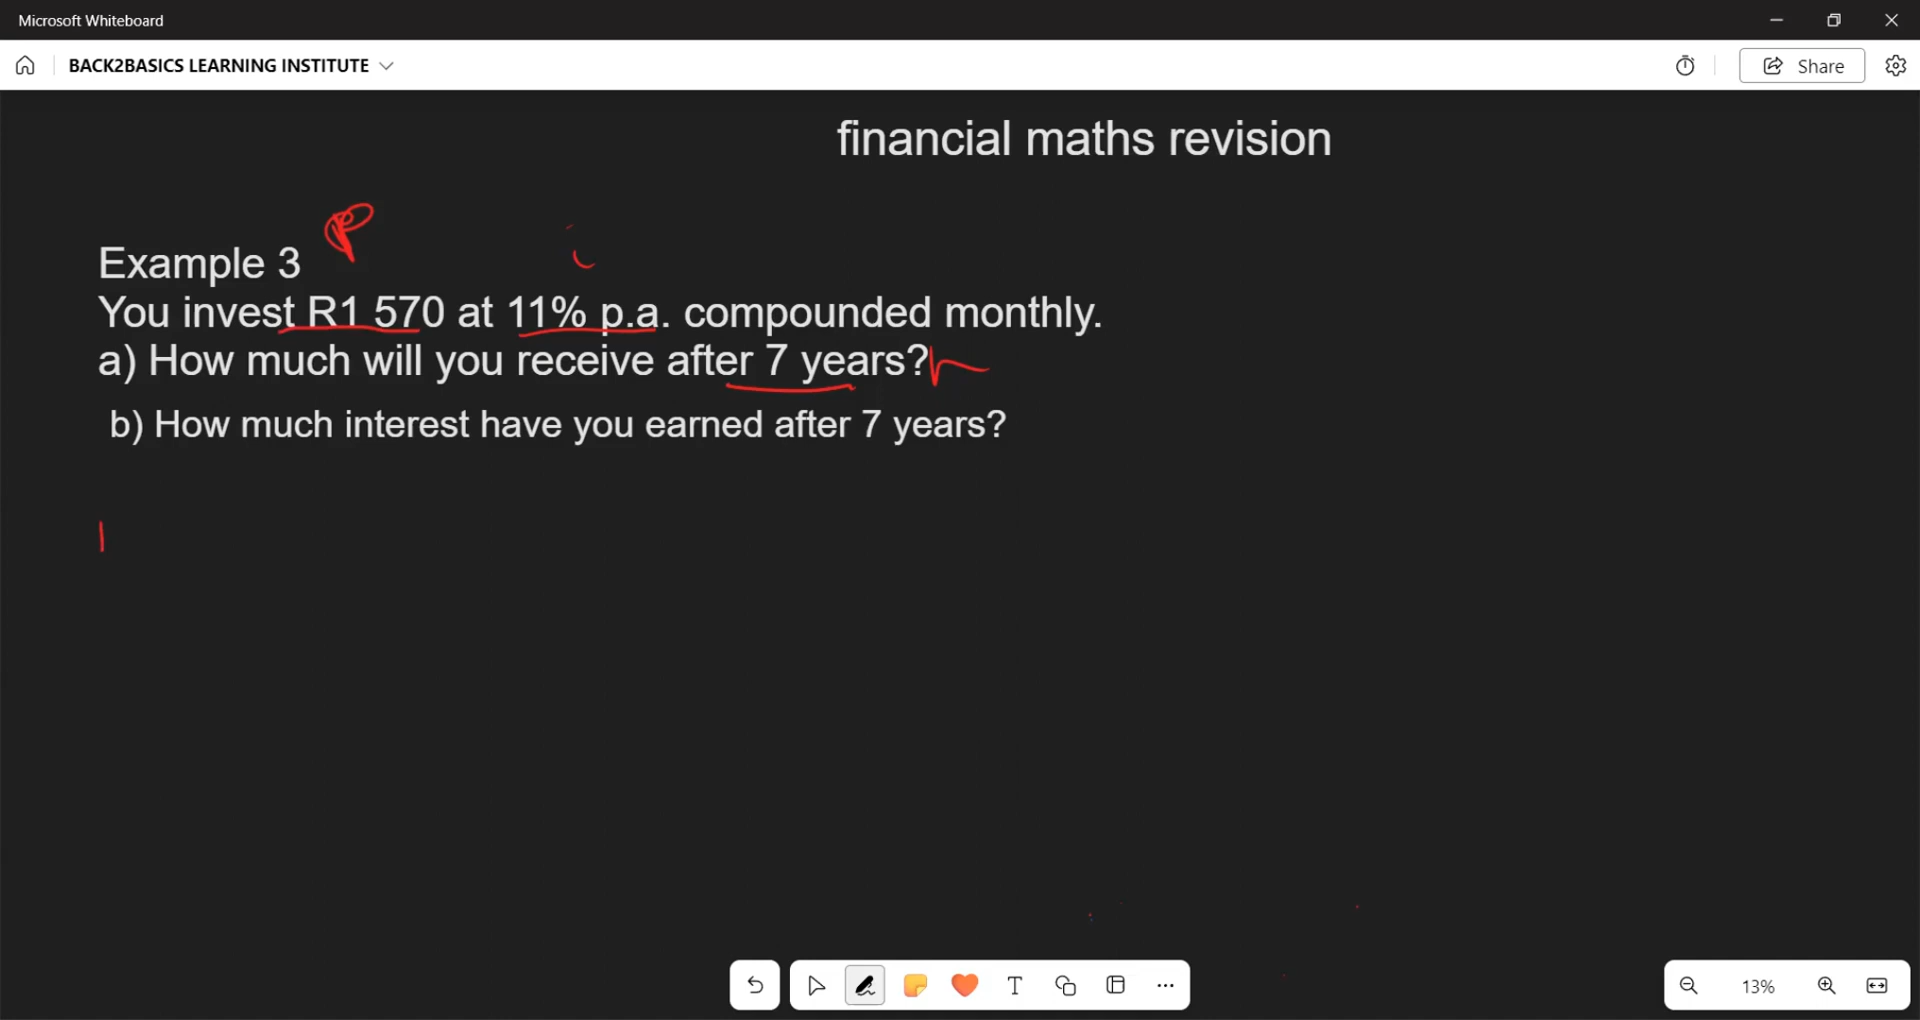 Microsoft Whiteboard
BACK2BASICS LEARNING INSTITUTE
Share
financial maths revision
P
i
Example 3
You invest R1 570 at 11% p.a. compounded monthly.
a) How much will you receive after 7 years?
b) How much interest have you earned after 7 years?
13%